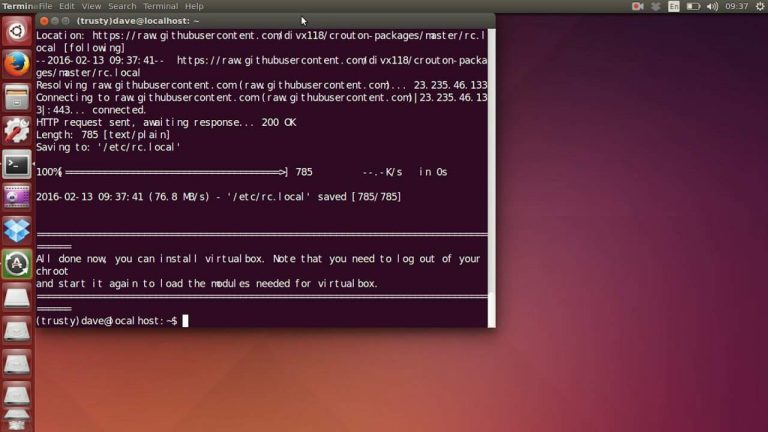 Termin File Edit View Search Terminal Help
En
09:37
(trusty)dave@localhost: ~
Location: https://raw.githubusercontent.com/divx118/crouton-packages/master/rc.l
ocal [following]
--2016-02-13 09:37:41-- https://raw.githubusercontent.com/divx118/crouton-packa
ges/master/rc.local
Resolving raw.githubusercontent.com (raw.githubusercontent.com)... 23.235.46.133
Connecting to raw.githubusercontent.com (raw.githubusercontent.com)|23.235.46.13
3|:443... connected.
HTTP request sent, awaiting response... 200 OK
Length: 785 [text/plain]
Saving to: '/etc/rc.local'
100%[======================================>] 785 --.-K/s in 0s
2016-02-13 09:37:41 (76.8 MB/s) - '/etc/rc.local' saved [785/785]
================================================================================
======
All done now, you can install virtualbox. Note that you need to log out of your
chroot
and start it again to load the modules needed for virtualbox.
================================================================================
======
(trusty)dave@localhost:~$